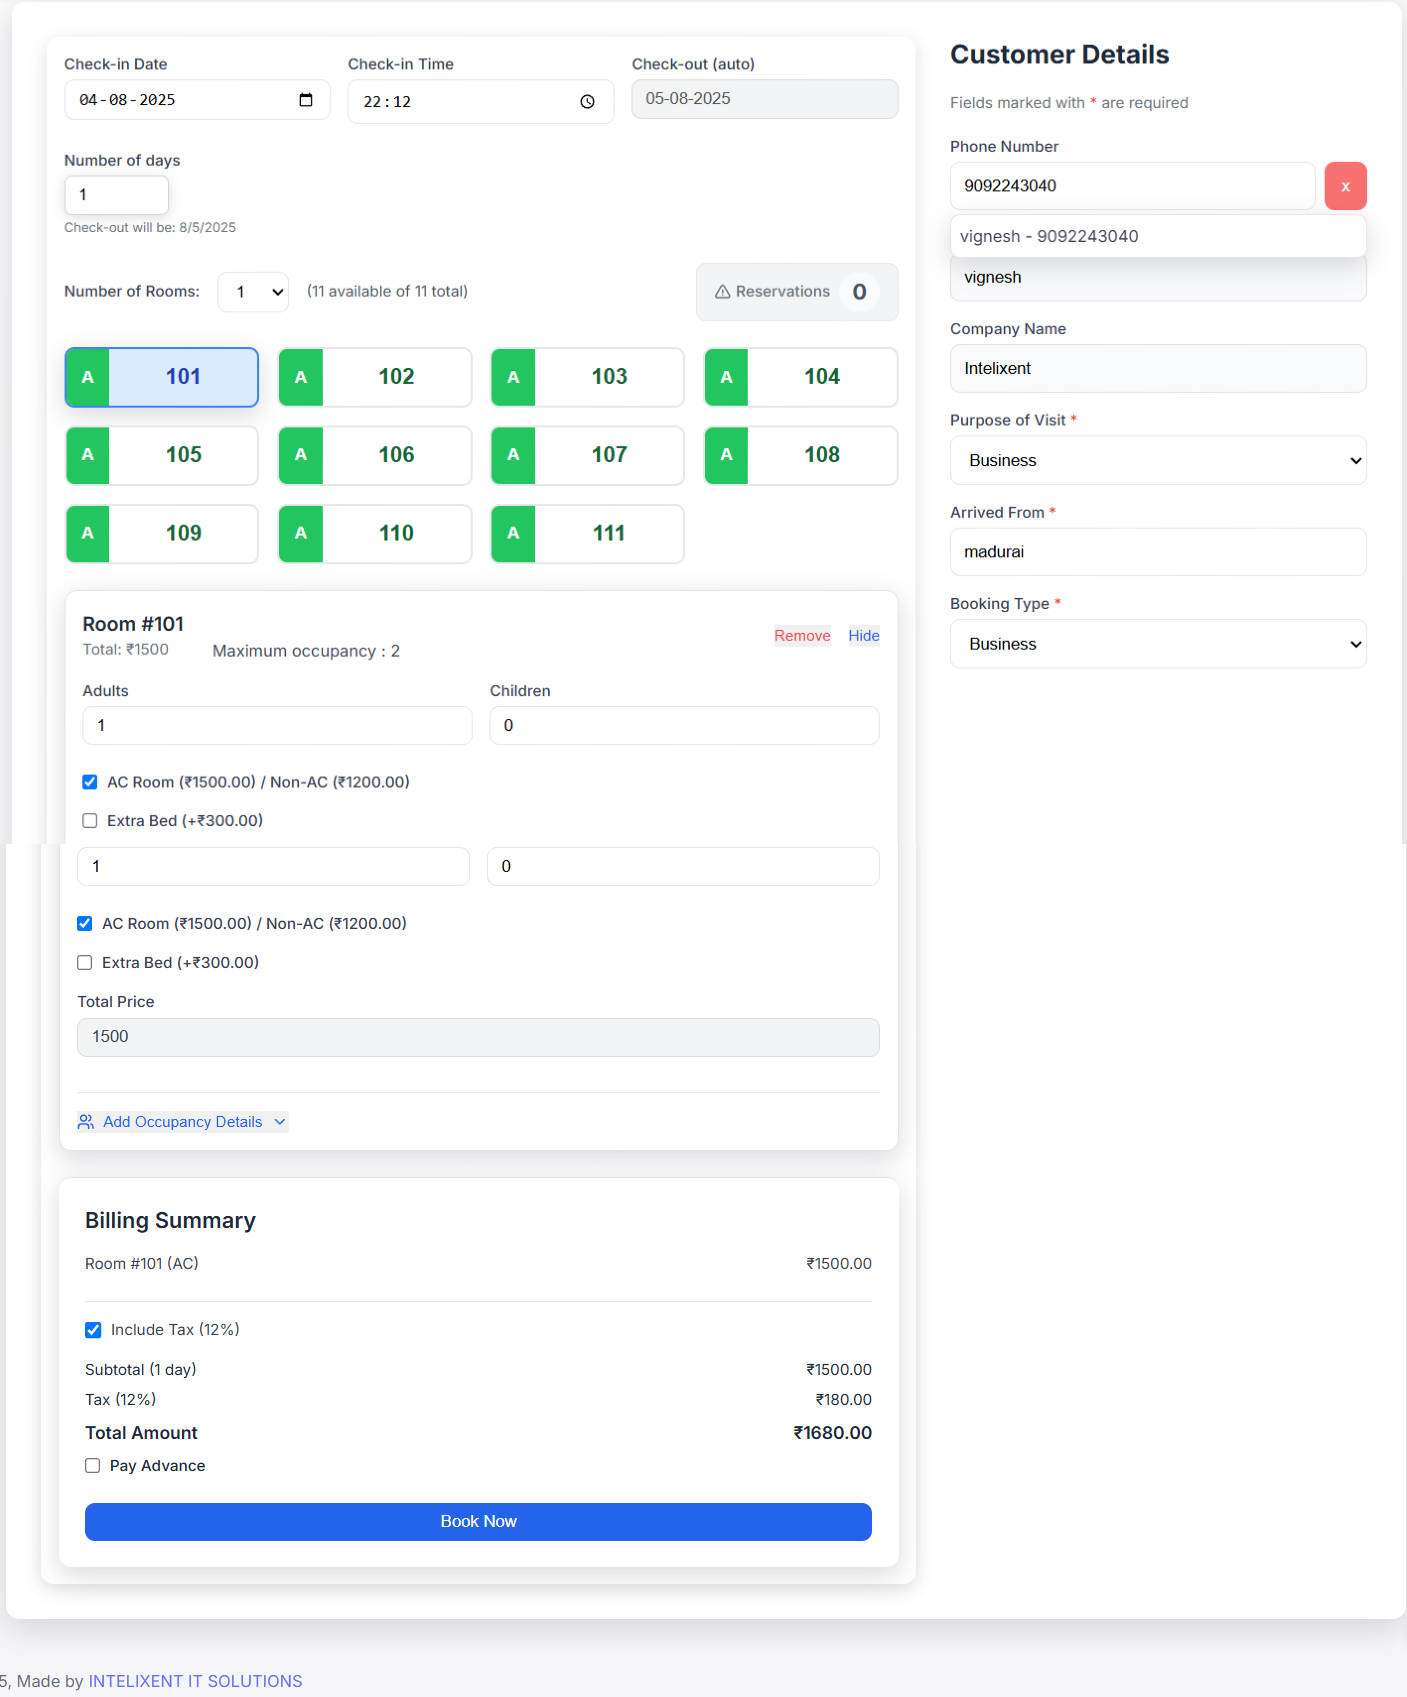 Check-in Date
04-08-2025
Check-in Time
22:12
Check-out (auto)
05-08-2025
Number of days
1
Check-out will be: 8/5/2025
Number of Rooms: 1 (11 available of 11 total)
Reservations 0
A 101
A 102
A 103
A 104
A 105
A 106
A 107
A 108
A 109
A 110
A 111
Room #101
Total: ₹1500 Maximum occupancy : 2
Remove Hide
Adults
1
Children
0
AC Room (₹1500.00) / Non-AC (₹1200.00)
Extra Bed (+₹300.00)
1
0
AC Room (₹1500.00) / Non-AC (₹1200.00)
Extra Bed (+₹300.00)
Total Price
1500
Add Occupancy Details
Billing Summary
Room #101 (AC) ₹1500.00
Include Tax (12%)
Subtotal (1 day) ₹1500.00
Tax (12%) ₹180.00
Total Amount ₹1680.00
Pay Advance
Book Now
Customer Details
Fields marked with * are required
Phone Number
9092243040
x
vignesh - 9092243040
vignesh
Company Name
Intelixent
Purpose of Visit *
Business
Arrived From *
madurai
Booking Type *
Business
5, Made by INTELIXENT IT SOLUTIONS